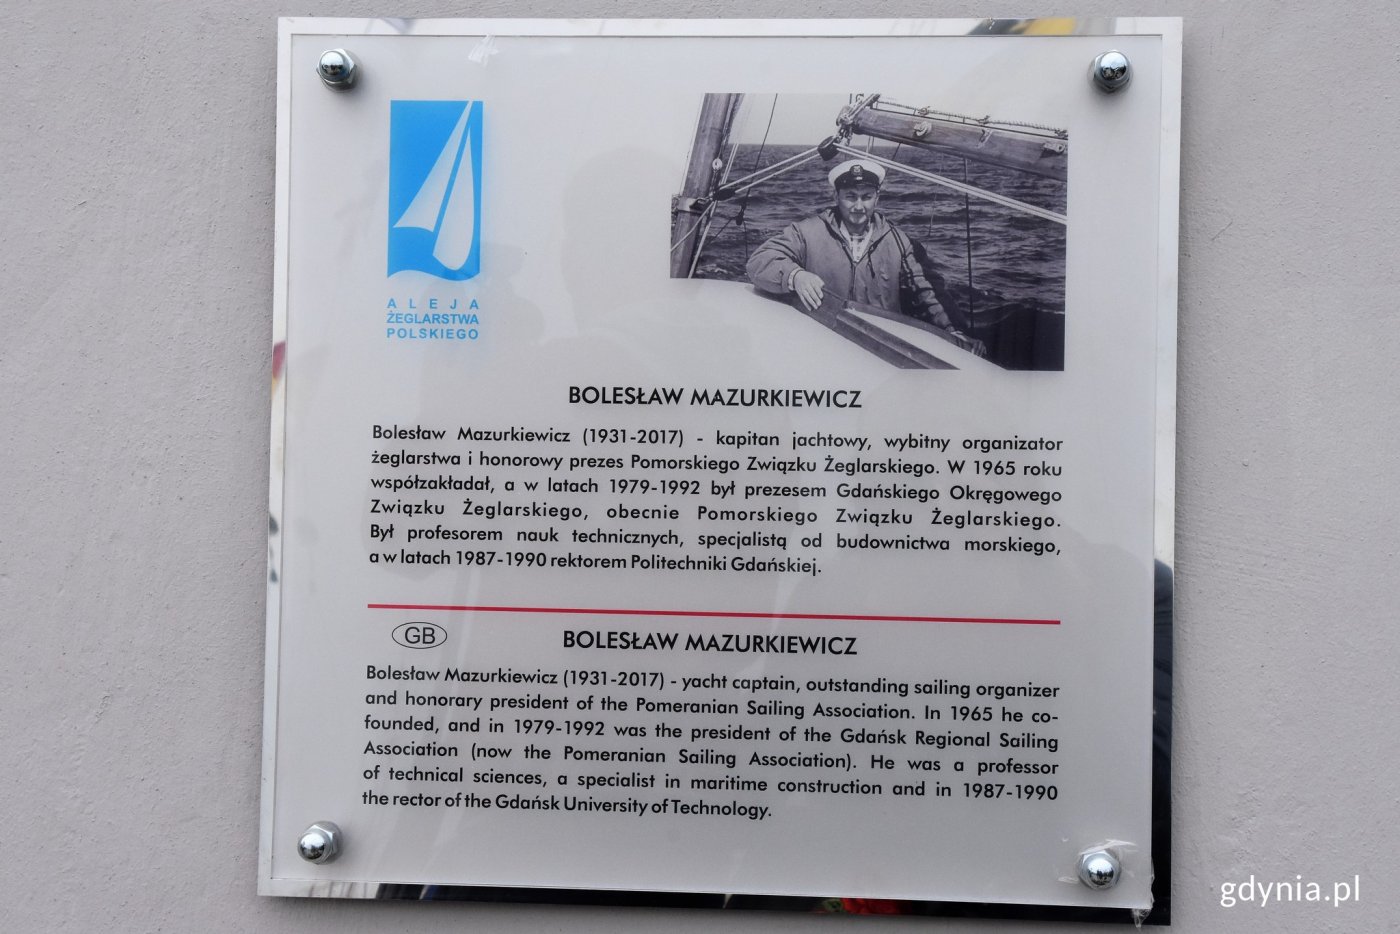 ALEJA
ŻEGLARSTWA
POLSKIEGO
BOLESŁAW MAZURKIEWICZ
Bolesław Mazurkiewicz (1931-2017) - kapitan jachtowy, wybitny organizator
żeglarstwa i honorowy prezes Pomorskiego Związku Żeglarskiego. W 1965 roku
współzakładał, a w latach 1979-1992 był prezesem Gdańskiego Okręgowego
Związku Żeglarskiego, obecnie Pomorskiego Związku Żeglarskiego.
Był profesorem nauk technicznych, specjalistą od budownictwa morskiego,
a w latach 1987-1990 rektorem Politechniki Gdańskiej.
GB
BOLESŁAW MAZURKIEWICZ
Bolesław Mazurkiewicz (1931-2017) - yacht captain, outstanding sailing organizer
and honorary president of the Pomeranian Sailing Association. In 1965 he co-
founded, and in 1979-1992 was the president of the Gdańsk Regional Sailing
Association (now the Pomeranian Sailing Association). He was a professor
of technical sciences, a specialist in maritime construction and in 1987-1990
the rector of the Gdańsk University of Technology.
gdynia.pl